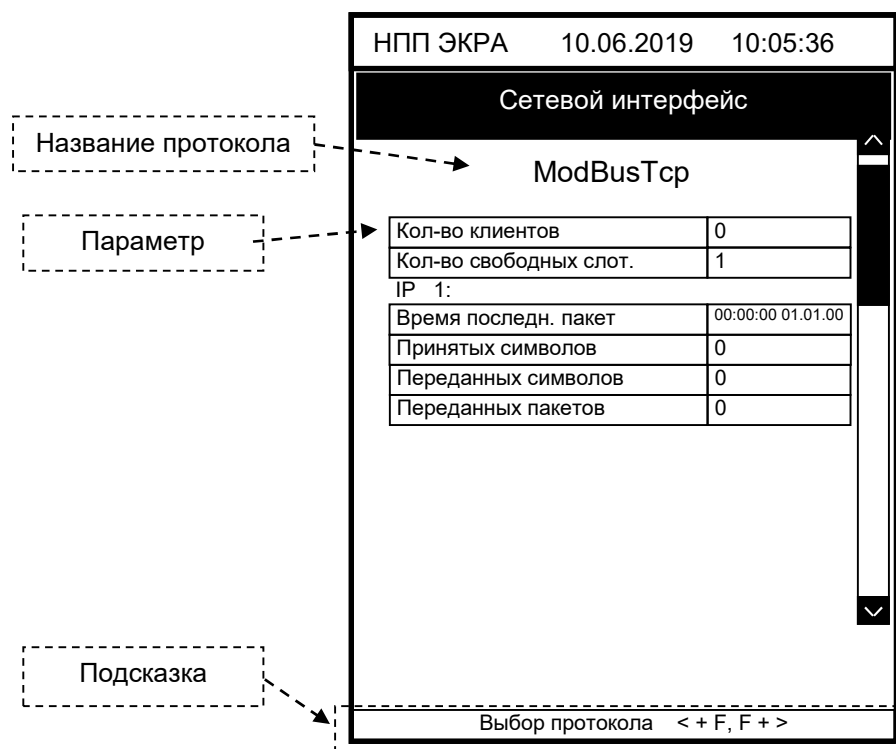 НПП ЭКРА 10.06.2019 10:05:36
Сетевой интерфейс
Название протокола
ModBusTcp
Параметр
Кол-во клиентов 0
Кол-во свободных слот. 1
IP 1:
Время последн. пакет 00:00:00 01.01.00
Принятых символов 0
Переданных символов 0
Переданных пакетов 0
Подсказка
Выбор протокола < + F, F + >